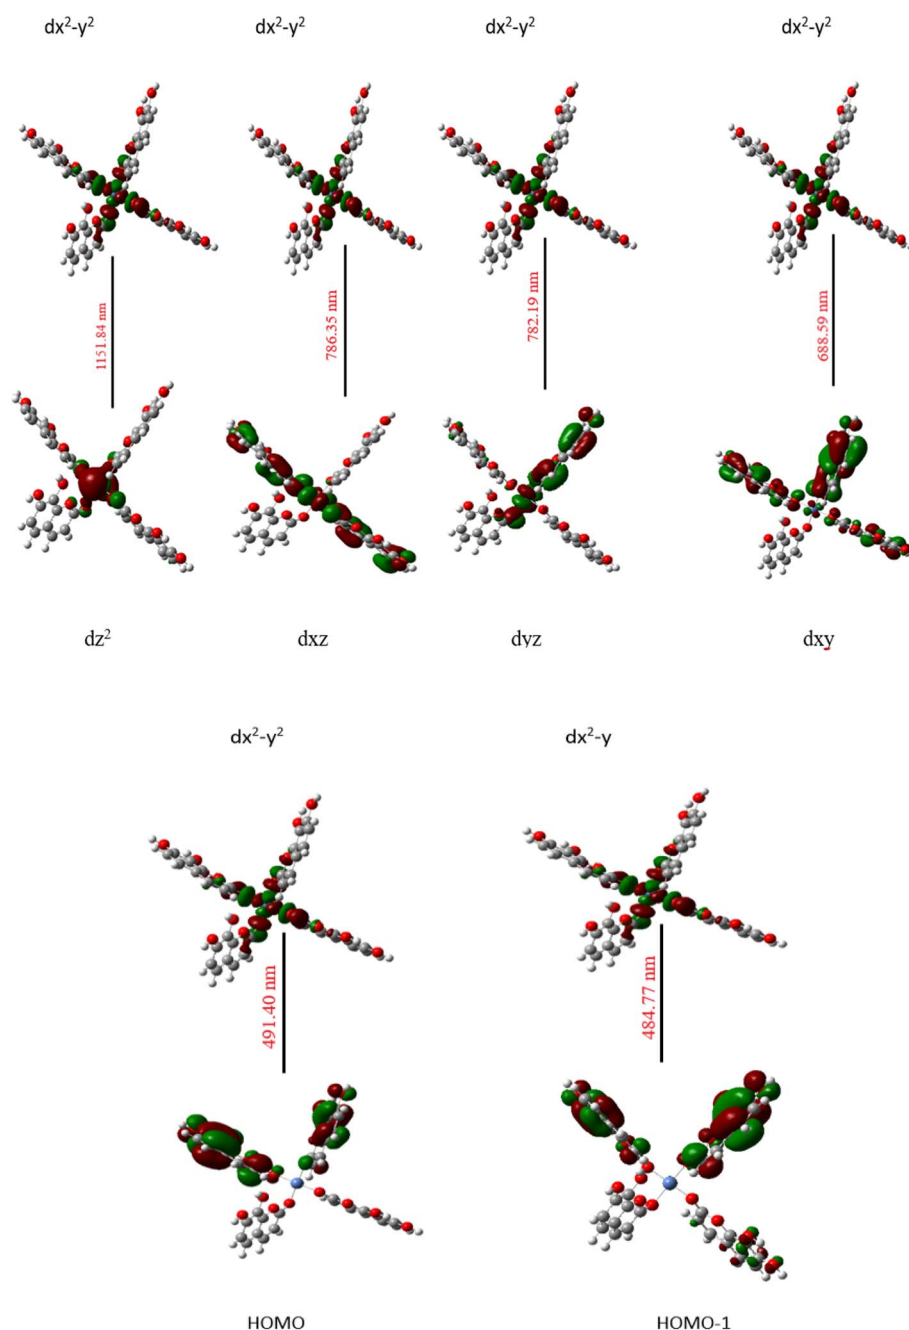 dx²-y² dx²-y² dx²-y² dx²-y²
1151.84 nm 786.35 nm 782.19 nm 688.59 nm
dz² dxz dyz dxy
dx²-y² dx²-y
491.40 nm 484.77 nm
HOMO HOMO-1